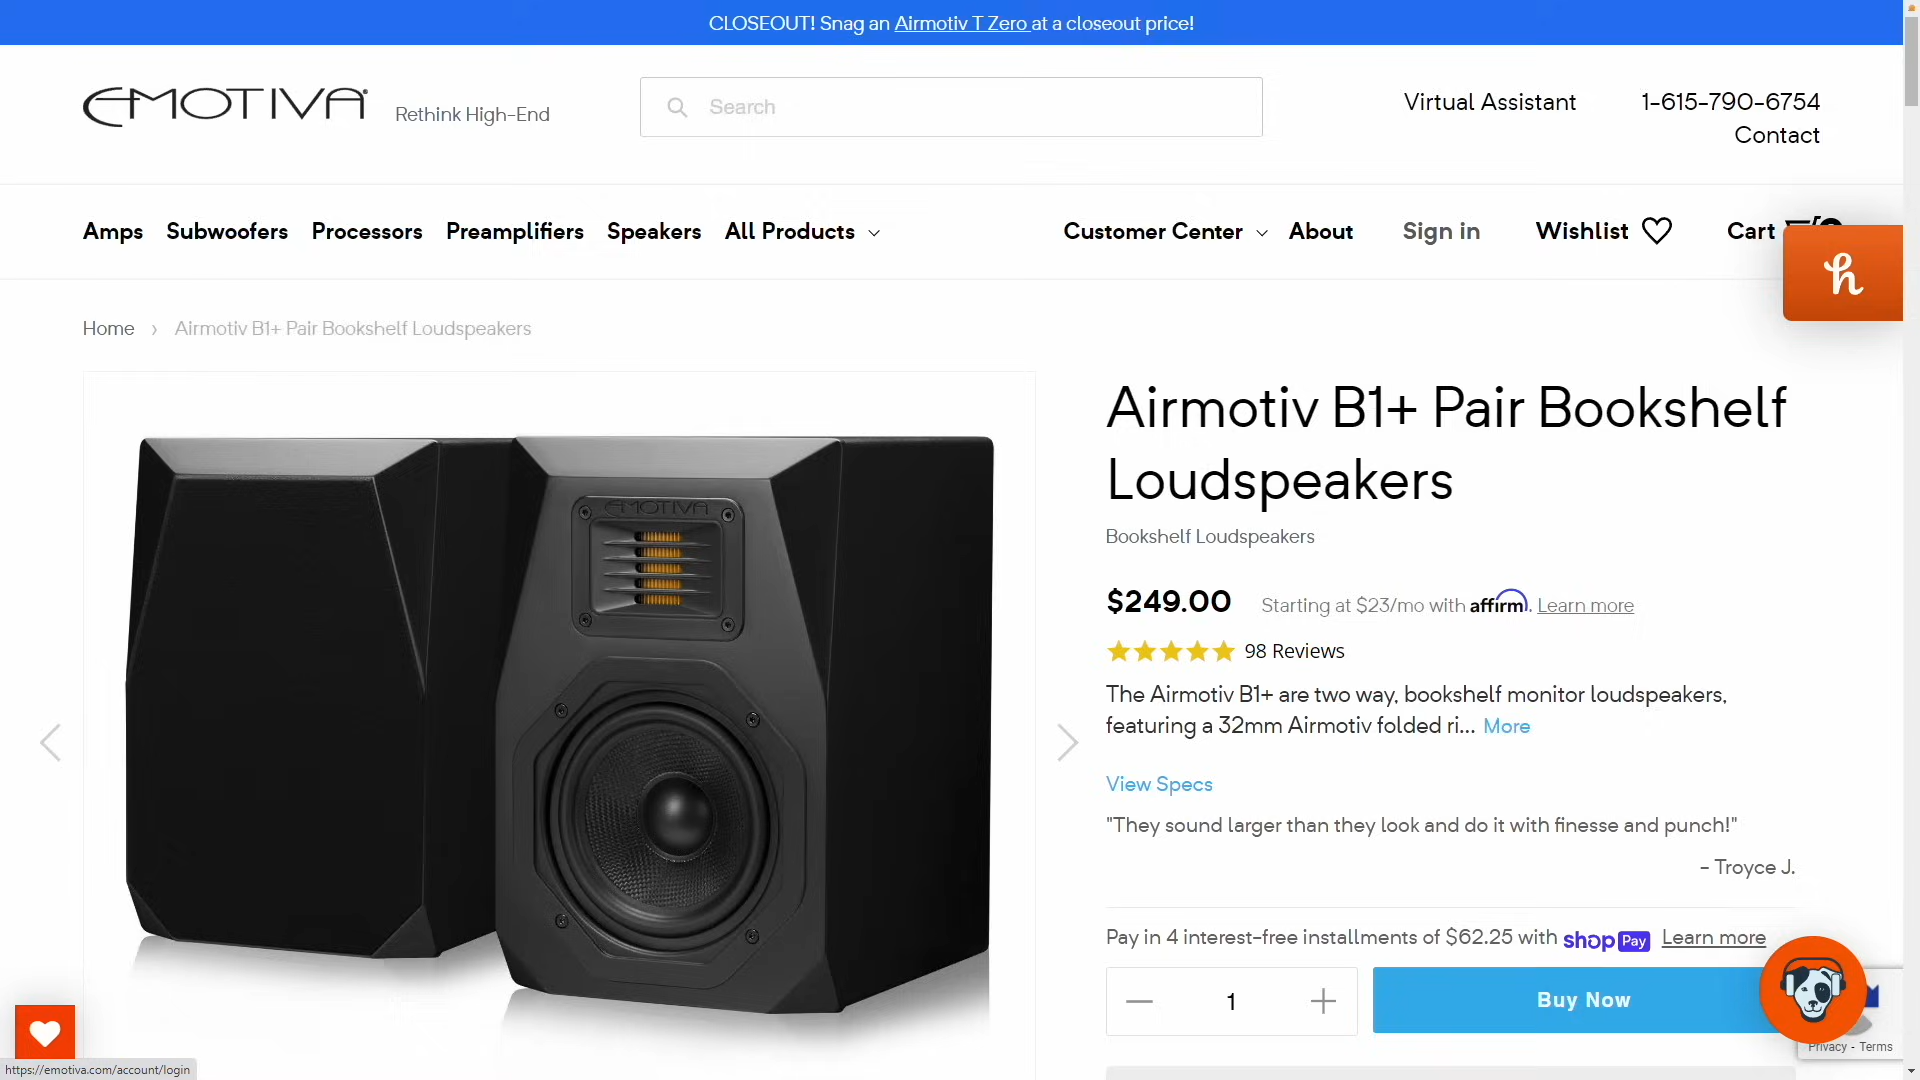 CLOSEOUT! Snag an Airmotiv T Zero at a closeout price!
EMOTIVA
Rethink High-End
Search
Virtual Assistant
1-615-790-6754
Contact
Amps Subwoofers Processors Preamplifiers Speakers All Products
Customer Center About Sign in Wishlist Cart
h
Home › Airmotiv B1+ Pair Bookshelf Loudspeakers
EMOTIVA
Airmotiv B1+ Pair Bookshelf
Loudspeakers
Bookshelf Loudspeakers
$249.00 Starting at $23/mo with affirm. Learn more
98 Reviews
The Airmotiv B1+ are two way, bookshelf monitor loudspeakers,
featuring a 32mm Airmotiv folded ri... More
View Specs
"They sound larger than they look and do it with finesse and punch!"
- Troyce J.
Pay in 4 interest-free installments of $62.25 with shop Pay Learn more
1
Buy Now
Privacy - Terms
https://emotiva.com/account/login